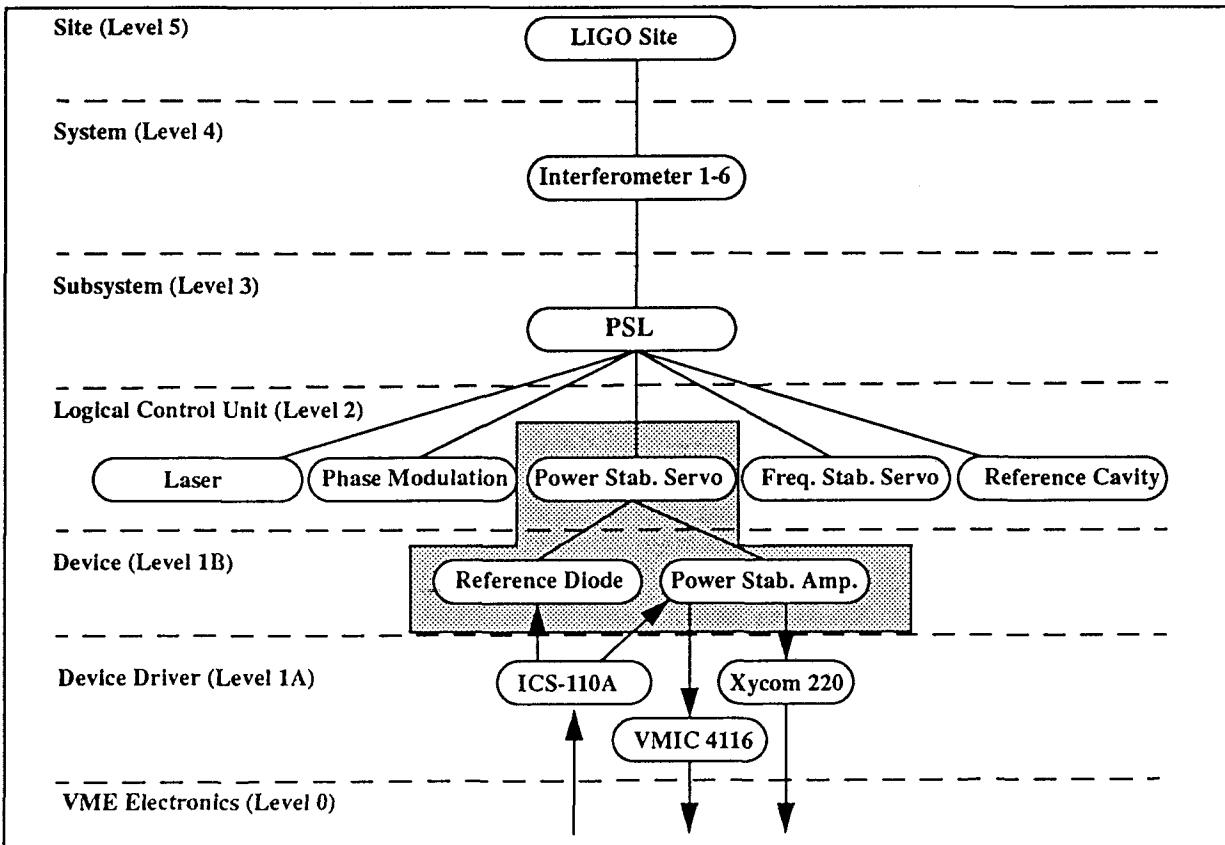 Site (Level 5)
LIGO Site
System (Level 4)
Interferometer 1-6
Subsystem (Level 3)
PSL
Logical Control Unit (Level 2)
Laser
Phase Modulation
Power Stab. Servo
Freq. Stab. Servo
Reference Cavity
Device (Level 1B)
Reference Diode
Power Stab. Amp.
Device Driver (Level 1A)
ICS-110A
Xycom 220
VMIC 4116
VME Electronics (Level 0)